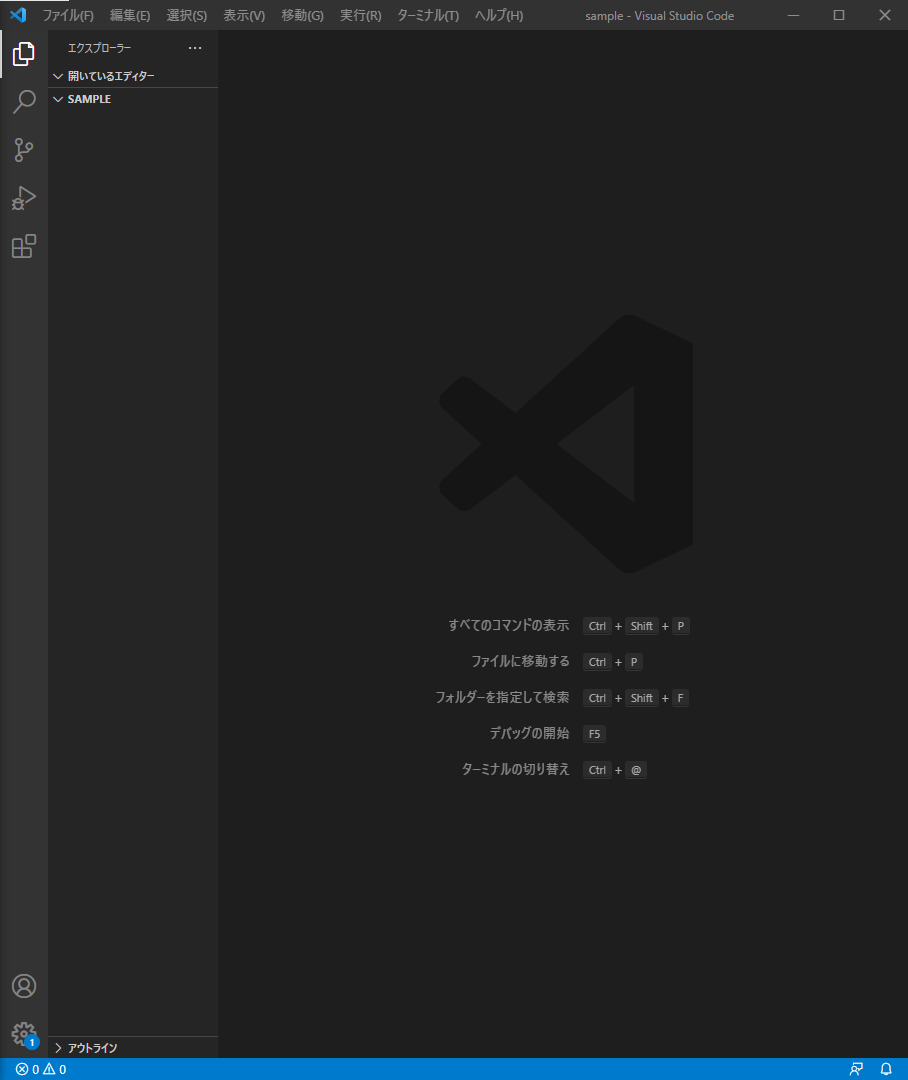 ファイル(F) 編集(E) 選択(S) 表示(V) 移動(G) 実行(R) ターミナル(T) ヘルプ(H) sample - Visual Studio Code
エクスプローラー
開いているエディター
SAMPLE
すべてのコマンドの表示 Ctrl + Shift + P
ファイルに移動する Ctrl + P
フォルダーを指定して検索 Ctrl + Shift + F
デバッグの開始 F5
ターミナルの切り替え Ctrl + @
1
アウトライン
0 0